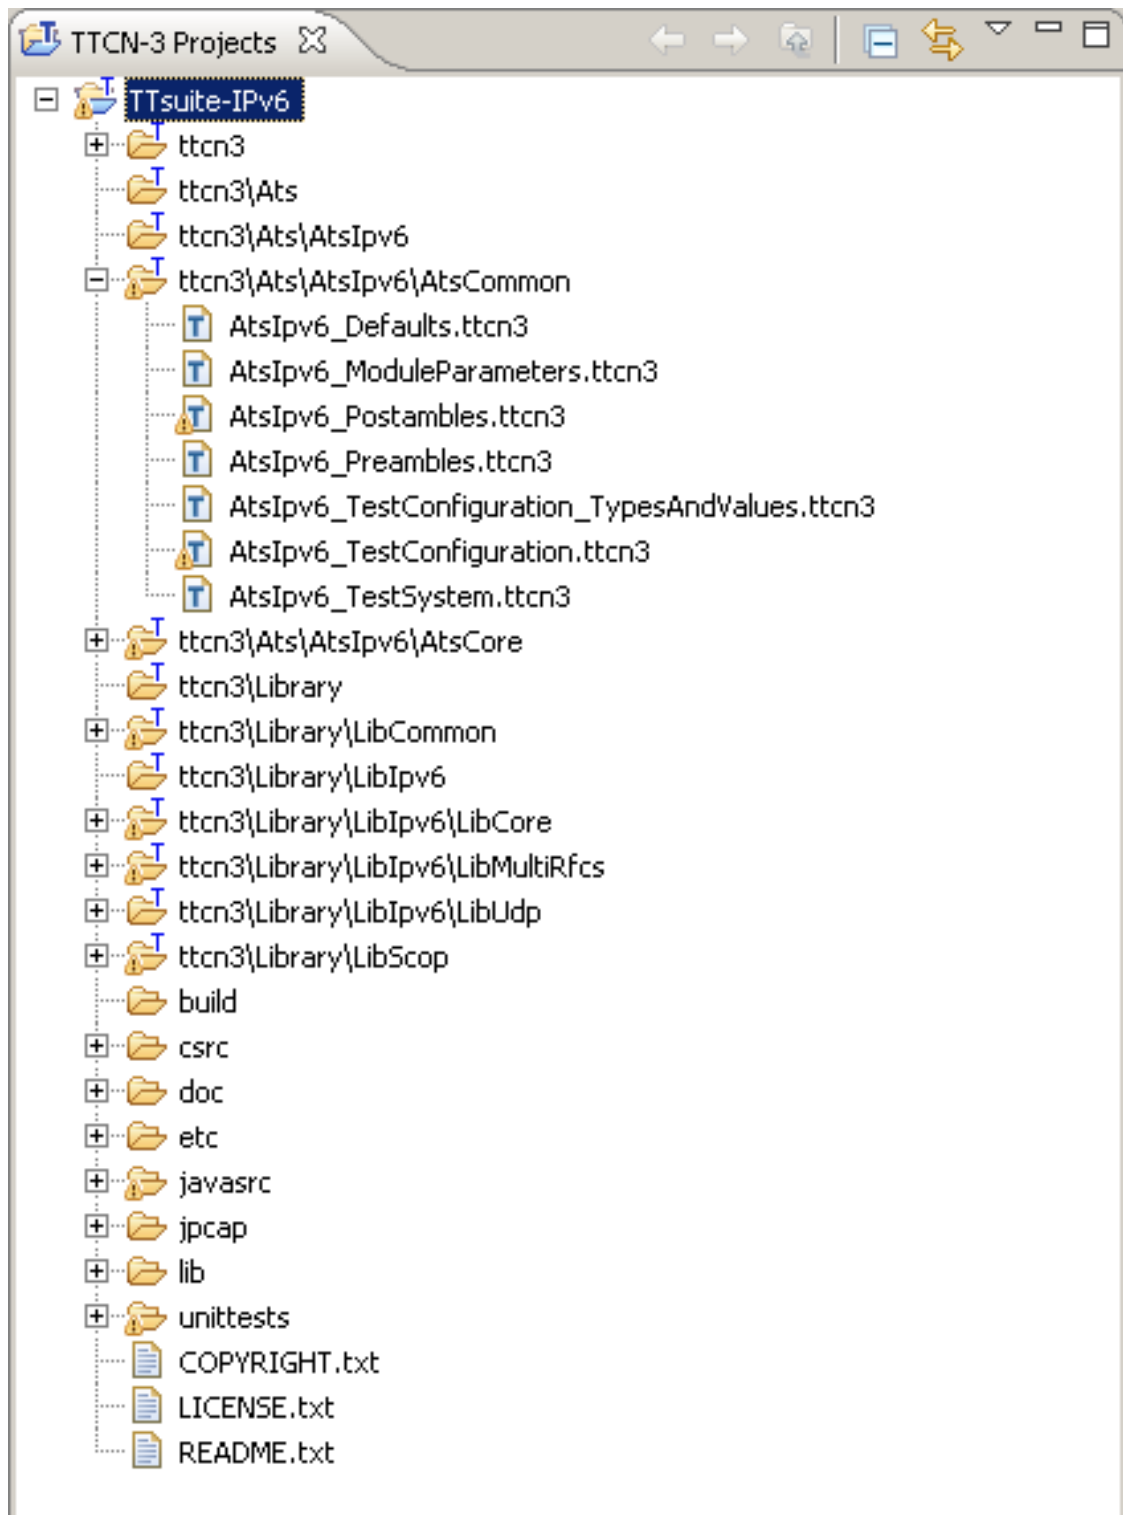 TTCN-3 Projects
TTsuite-IPv6
ttcn3
ttcn3\Ats
ttcn3\Ats\AtsIpv6
ttcn3\Ats\AtsIpv6\AtsCommon
AtsIpv6_Defaults.ttcn3
AtsIpv6_ModuleParameters.ttcn3
AtsIpv6_Postambles.ttcn3
AtsIpv6_Preambles.ttcn3
AtsIpv6_TestConfiguration_TypesAndValues.ttcn3
AtsIpv6_TestConfiguration.ttcn3
AtsIpv6_TestSystem.ttcn3
ttcn3\Ats\AtsIpv6\AtsCore
ttcn3\Library
ttcn3\Library\LibCommon
ttcn3\Library\LibIpv6
ttcn3\Library\LibIpv6\LibCore
ttcn3\Library\LibIpv6\LibMultiRfcs
ttcn3\Library\LibIpv6\LibUdp
ttcn3\Library\LibScop
build
csrc
doc
etc
javasrc
jpcap
lib
unittests
COPYRIGHT.txt
LICENSE.txt
README.txt